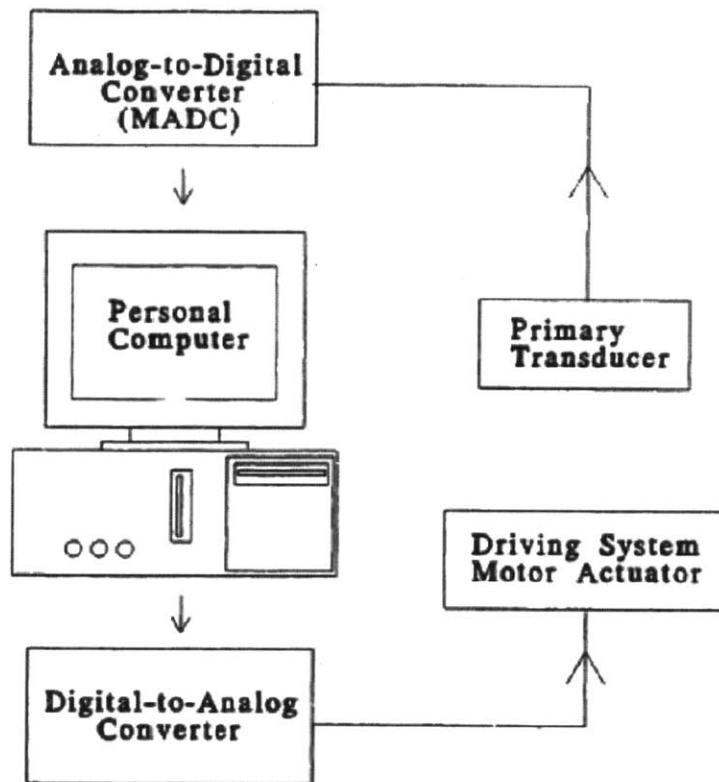 Analog-to-Digital
Converter
(MADC)
Personal
Computer
Primary
Transducer
Driving System
Motor Actuator
Digital-to-Analog
Converter